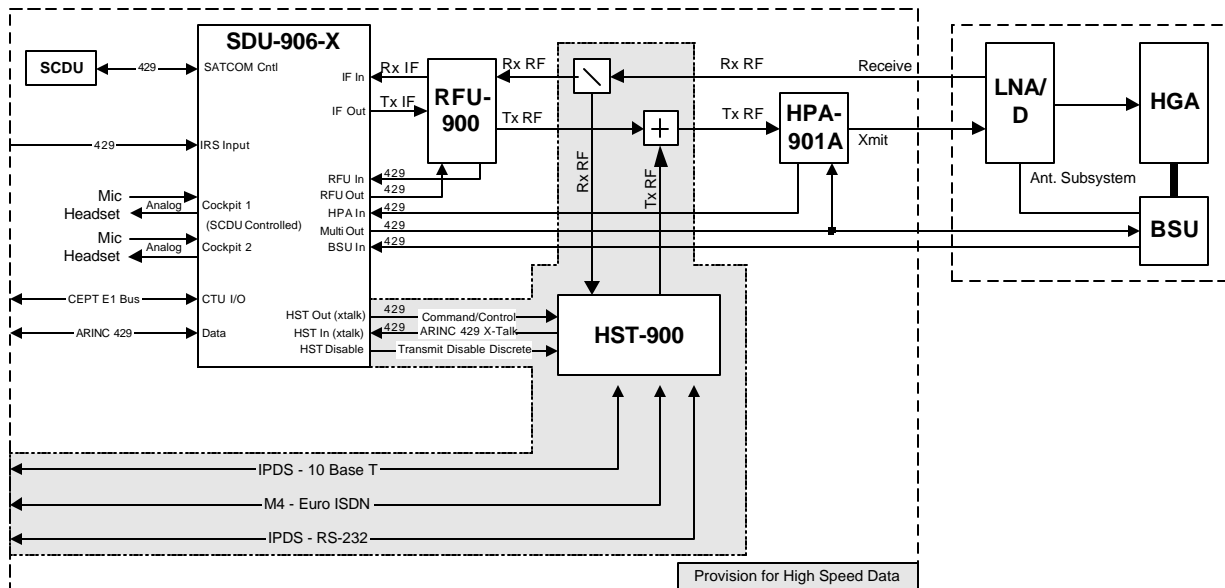 SDU-906-X
SCDU
429
SATCOM Cntl
IF In
Rx IF
Rx RF
Rx RF
Receive
IF Out
Tx IF
RFU-
900
Tx RF
+
Tx RF
HPA-
901A
Xmit
LNA/
D
HGA
429
IRS Input
RFU In
429
RFU Out
429
HPA In
429
Multi Out
429
BSU In
429
Rx RF
Tx RF
Ant. Subsystem
BSU
Mic
Headset
Analog
Cockpit 1
(SCDU Controlled)
Mic
Headset
Analog
Cockpit 2
CEPT E1 Bus
CTU I/O
ARINC 429
Data
HST Out (xtalk)
429
Command/Control
HST In (xtalk)
429
ARINC 429 X-Talk
HST Disable
Transmit Disable Discrete
HST-900
IPDS - 10 Base T
M4 - Euro ISDN
IPDS - RS-232
Provision for High Speed Data